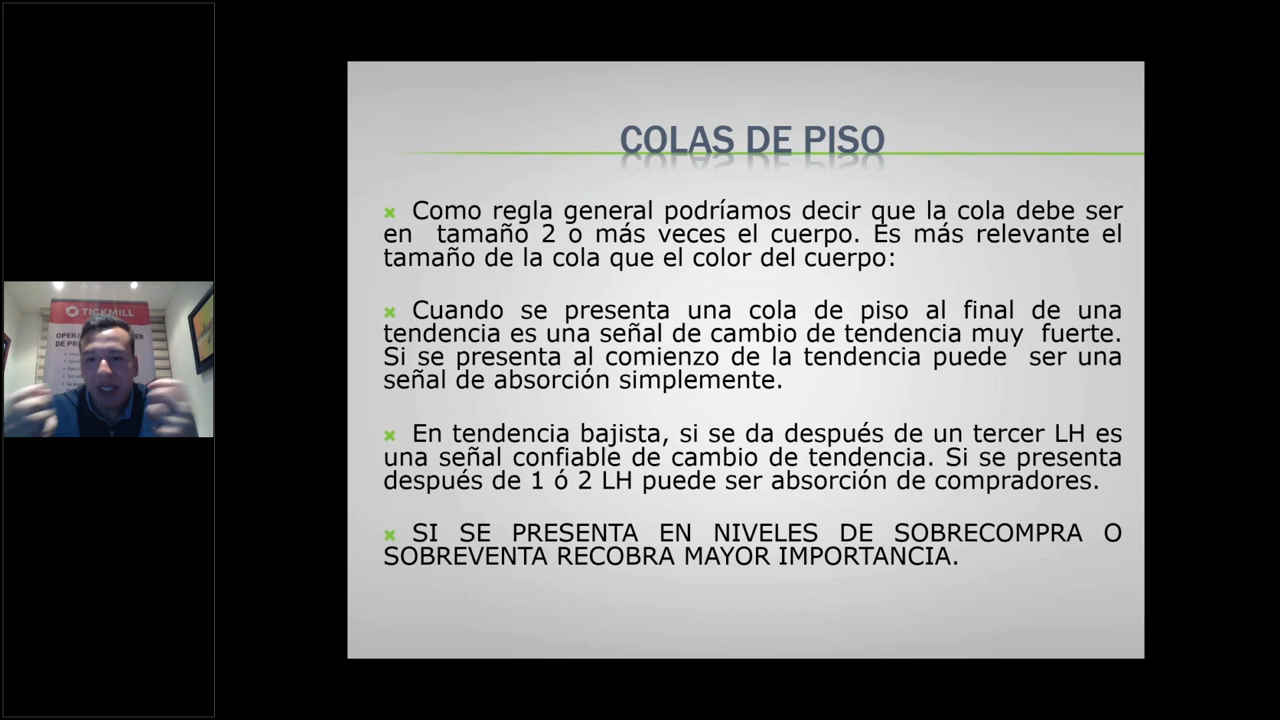 COLAS DE PISO
Como regla general podríamos decir que la cola debe ser
en tamaño 2 o más veces el cuerpo. Es más relevante el
tamaño de la cola que el color del cuerpo:
Cuando se presenta una cola de piso al final de una
tendencia es una señal de cambio de tendencia muy fuerte.
Si se presenta al comienzo de la tendencia puede ser una
señal de absorción simplemente.
En tendencia bajista, si se da después de un tercer LH es
una señal confiable de cambio de tendencia. Si se presenta
después de 1 ó 2 LH puede ser absorción de compradores.
SI SE PRESENTA EN NIVELES DE SOBRECOMPRA O
SOBREVENTA RECOBRA MAYOR IMPORTANCIA.
TICKMILL